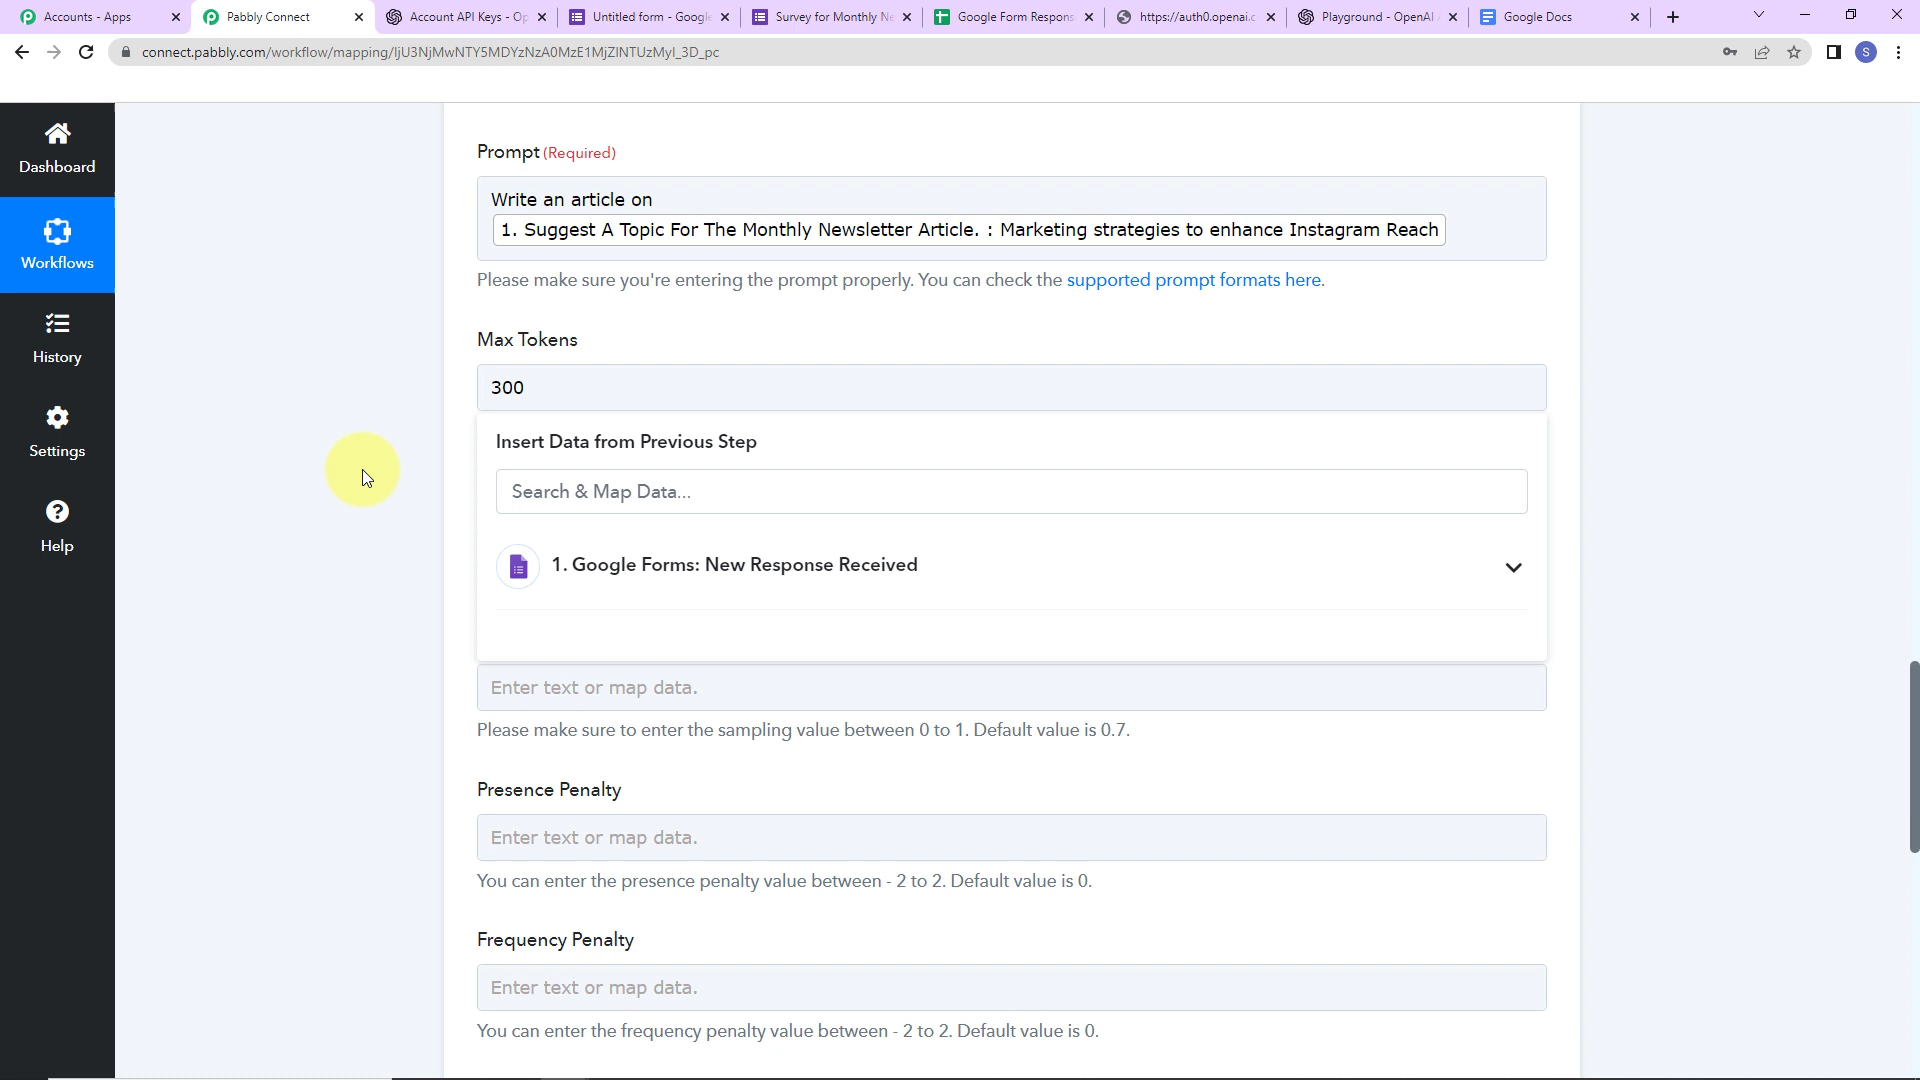 Accounts - Apps
Pabbly Connect
Account API Keys - Op
Untitled form - Google
Survey for Monthly Ne
Google Form Respons
https://auth0.openai.c
Playground - OpenAI
Google Docs
connect.pabbly.com/workflow/mapping/IjU3NjMwNTY5MDYzNzA0MzE1MjZlNTUzMyI_3D_pc
S
Dashboard
Workflows
History
Settings
Help
Prompt (Required)
Write an article on
1. Suggest A Topic For The Monthly Newsletter Article. : Marketing strategies to enhance Instagram Reach
Please make sure you're entering the prompt properly. You can check the supported prompt formats here.
Max Tokens
300
Insert Data from Previous Step
Search & Map Data...
1. Google Forms: New Response Received
Enter text or map data.
Please make sure to enter the sampling value between 0 to 1. Default value is 0.7.
Presence Penalty
Enter text or map data.
You can enter the presence penalty value between - 2 to 2. Default value is 0.
Frequency Penalty
Enter text or map data.
You can enter the frequency penalty value between - 2 to 2. Default value is 0.